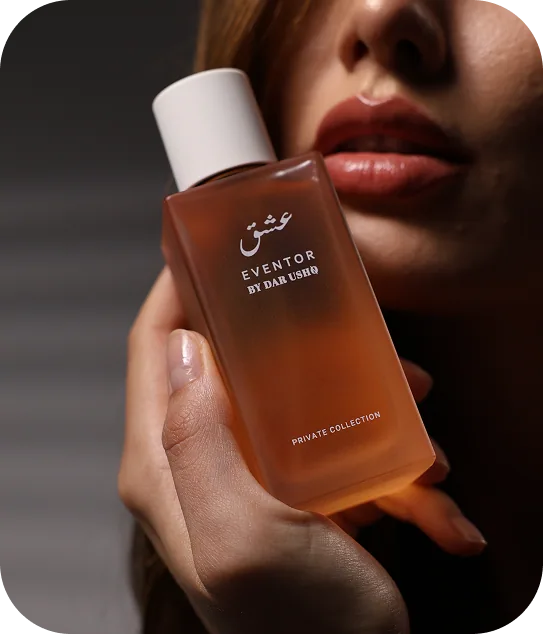 عشق
EVENTOR
BY DAR USHQ
PRIVATE COLLECTION